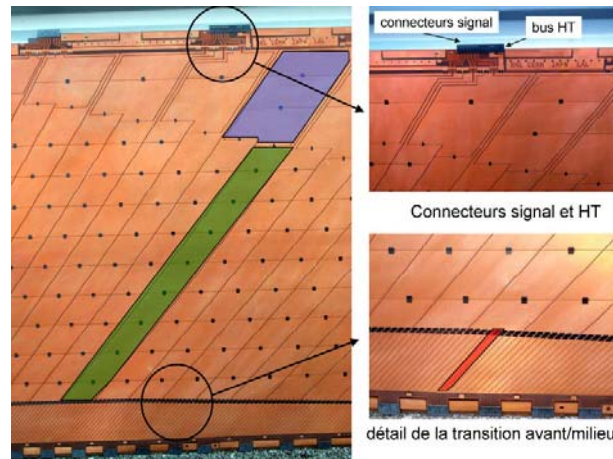 connecteurs signal
bus HT
Connecteurs signal et HT
détail de la transition avant/milieu